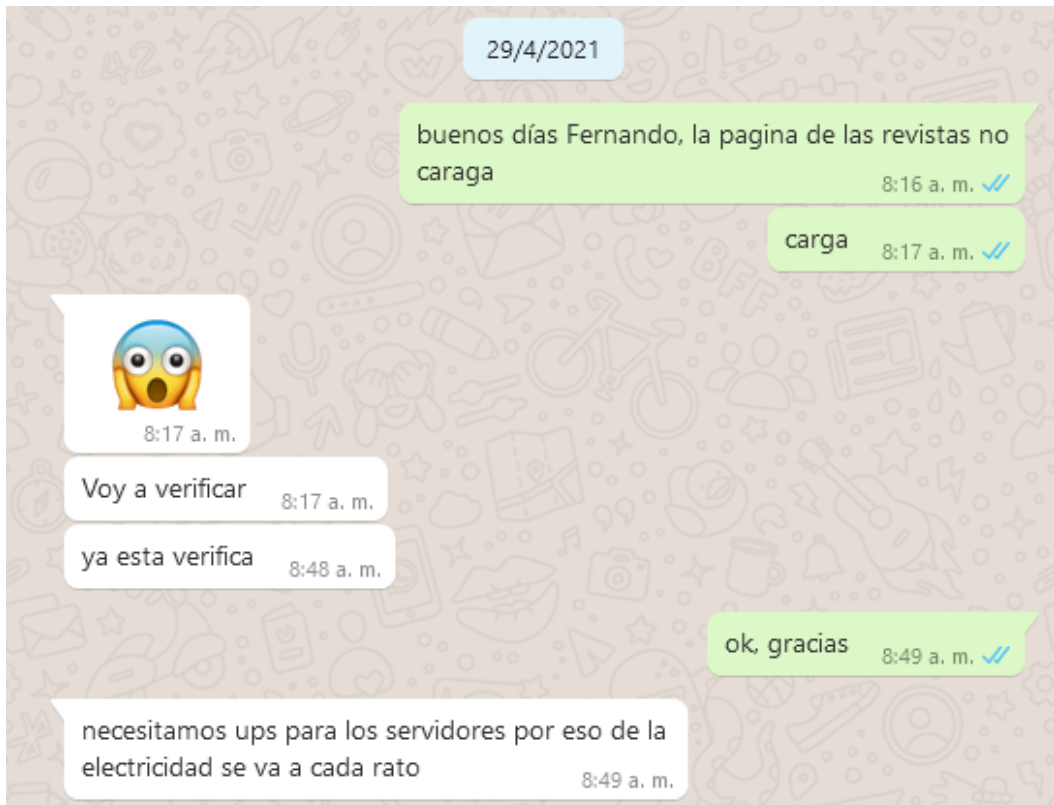 29/4/2021
buenos días Fernando, la pagina de las revistas no
caraga
8:16 a. m.
carga
8:17 a. m.
8:17 a. m.
Voy a verificar
8:17 a. m.
ya esta verifica
8:48 a. m.
ok, gracias
8:49 a. m.
necesitamos ups para los servidores por eso de la
electricidad se va a cada rato
8:49 a. m.